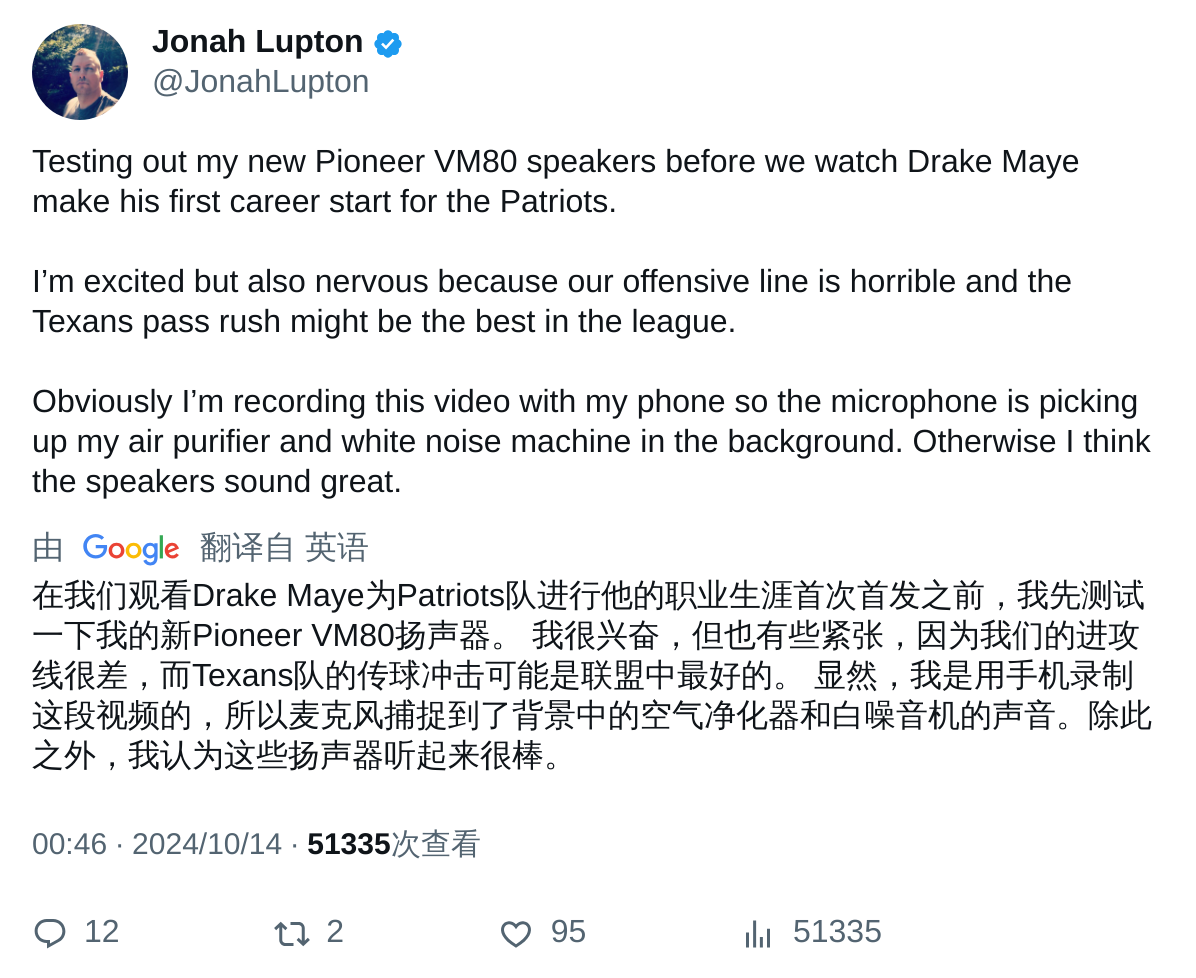 Jonah Lupton
@JonahLupton
Testing out my new Pioneer VM80 speakers before we watch Drake Maye
make his first career start for the Patriots.
I’m excited but also nervous because our offensive line is horrible and the
Texans pass rush might be the best in the league.
Obviously I’m recording this video with my phone so the microphone is picking
up my air purifier and white noise machine in the background. Otherwise I think
the speakers sound great.
由 Google 翻译自 英语
在我们观看Drake Maye为Patriots队进行他的职业生涯首次首发之前，我先测试
一下我的新Pioneer VM80扬声器。 我很兴奋，但也有些紧张，因为我们的进攻
线很差，而Texans队的传球冲击可能是联盟中最好的。 显然，我是用手机录制
这段视频的，所以麦克风捕捉到了背景中的空气净化器和白噪音机的声音。除此
之外，我认为这些扬声器听起来很棒。
00:46 · 2024/10/14 · 51335次查看
12 2 95 51335